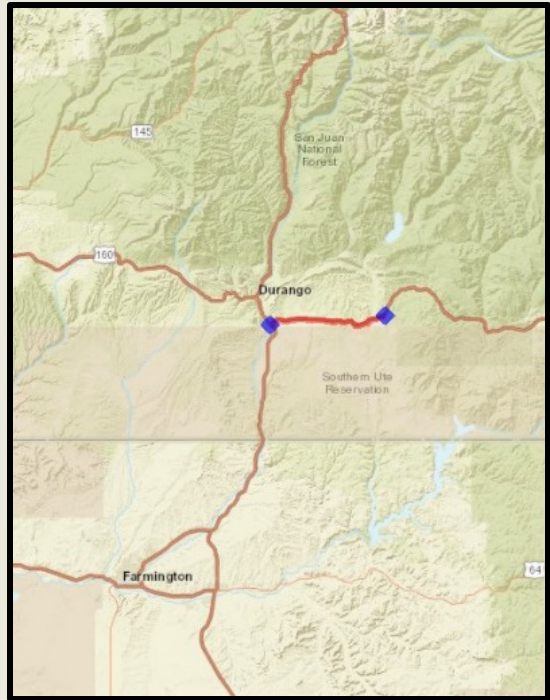 145
San Juan
National
Forest
160
Durango
Southern Ute
Reservation
Farmington
64